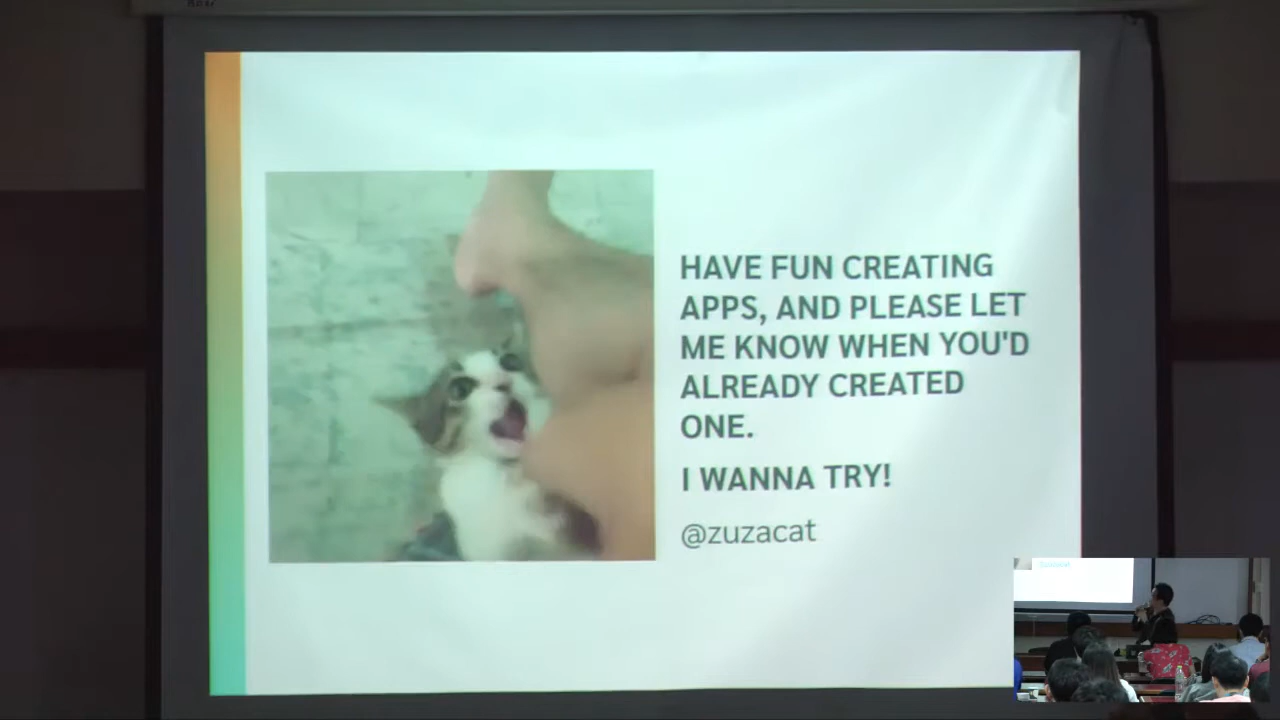 HAVE FUN CREATING
APPS, AND PLEASE LET
ME KNOW WHEN YOU'D
ALREADY CREATED
ONE.
I WANNA TRY!
@zuzacat